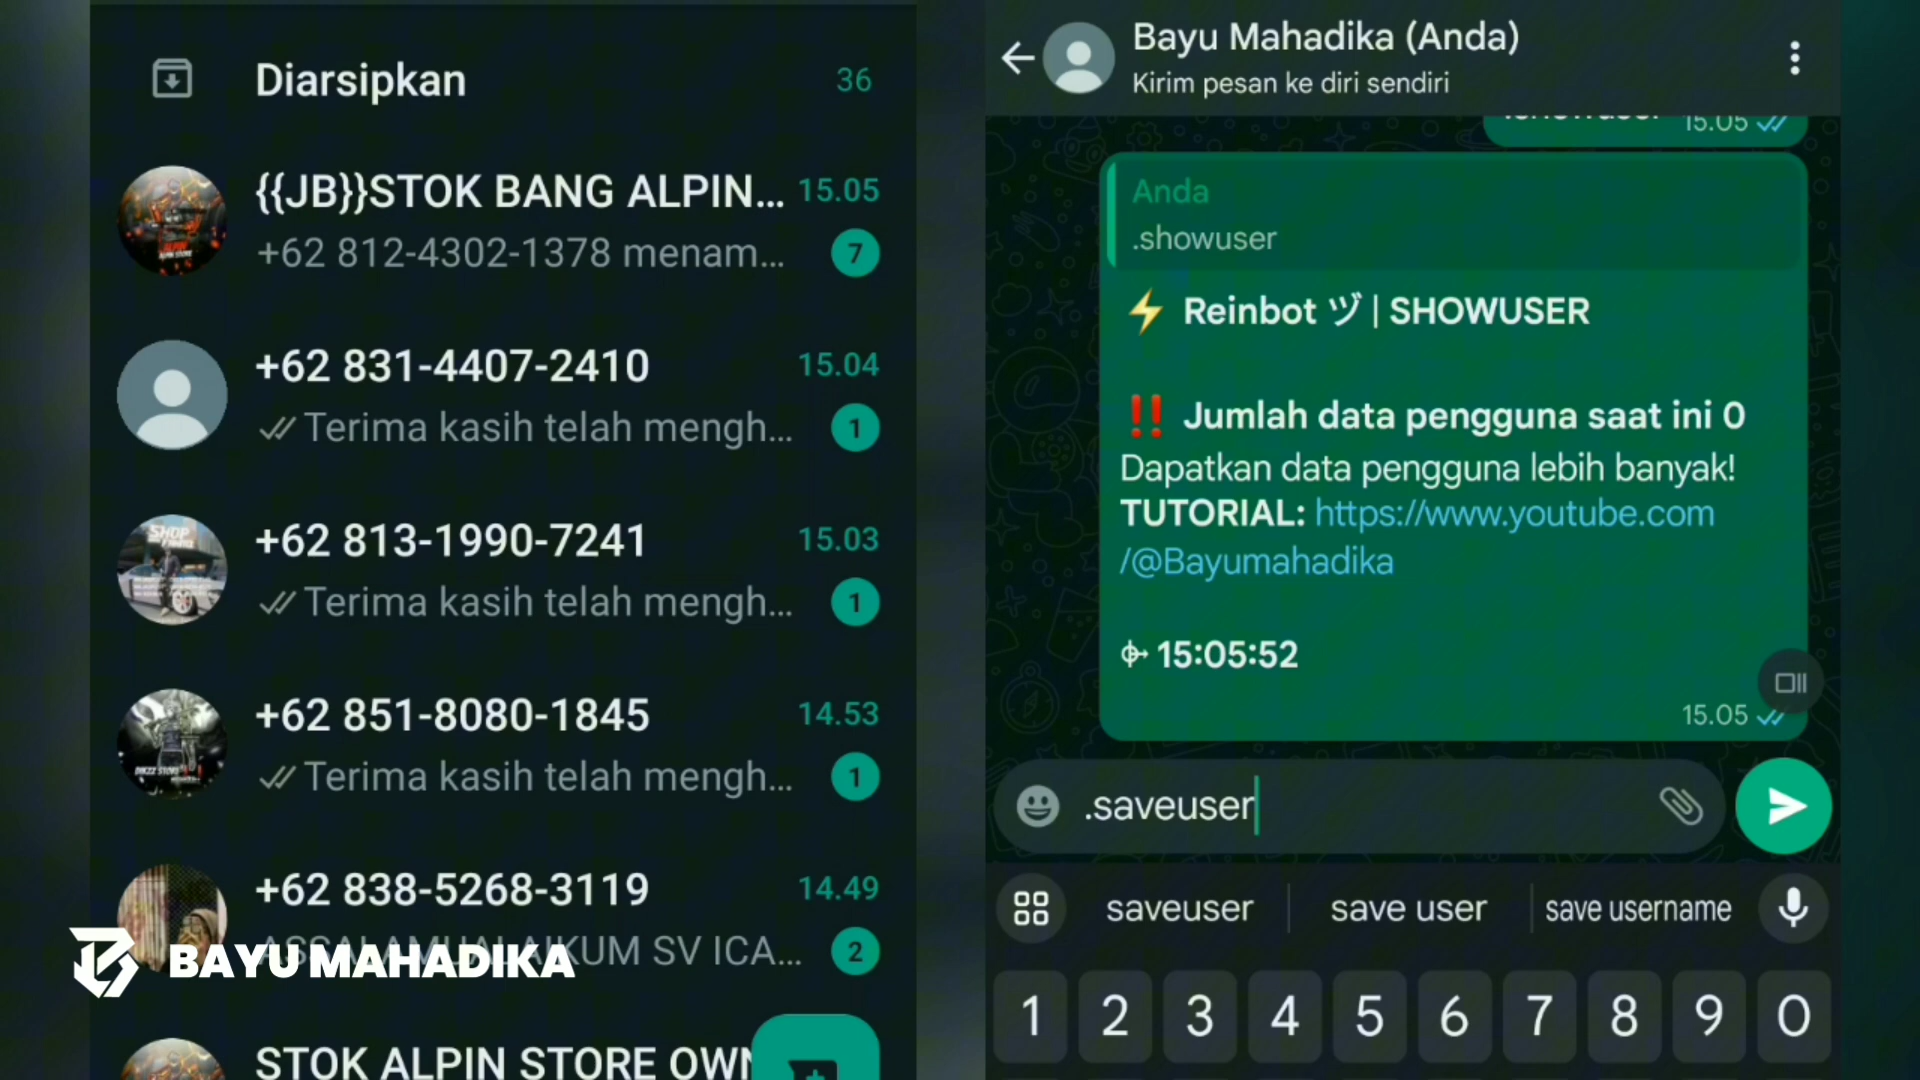 Diarsipkan 36
{{JB}}STOK BANG ALPIN... 15.05
+62 812-4302-1378 menam... 7
+62 831-4407-2410 15.04
Terima kasih telah mengh... 1
+62 813-1990-7241 15.03
Terima kasih telah mengh... 1
+62 851-8080-1845 14.53
Terima kasih telah mengh... 1
+62 838-5268-3119 14.49
ASSALAMUALAIKUM SV ICA... 2
BAYU MAHADIKA
STOK ALPIN STORE OWN
Bayu Mahadika (Anda)
Kirim pesan ke diri sendiri
15.05
Anda
.showuser
⚡ Reinbot ヅ | SHOWUSER
‼️ Jumlah data pengguna saat ini 0
Dapatkan data pengguna lebih banyak!
TUTORIAL: https://www.youtube.com
/@Bayumahadika
15:05:52
15.05
.saveuser
saveuser save user save username
1 2 3 4 5 6 7 8 9 0